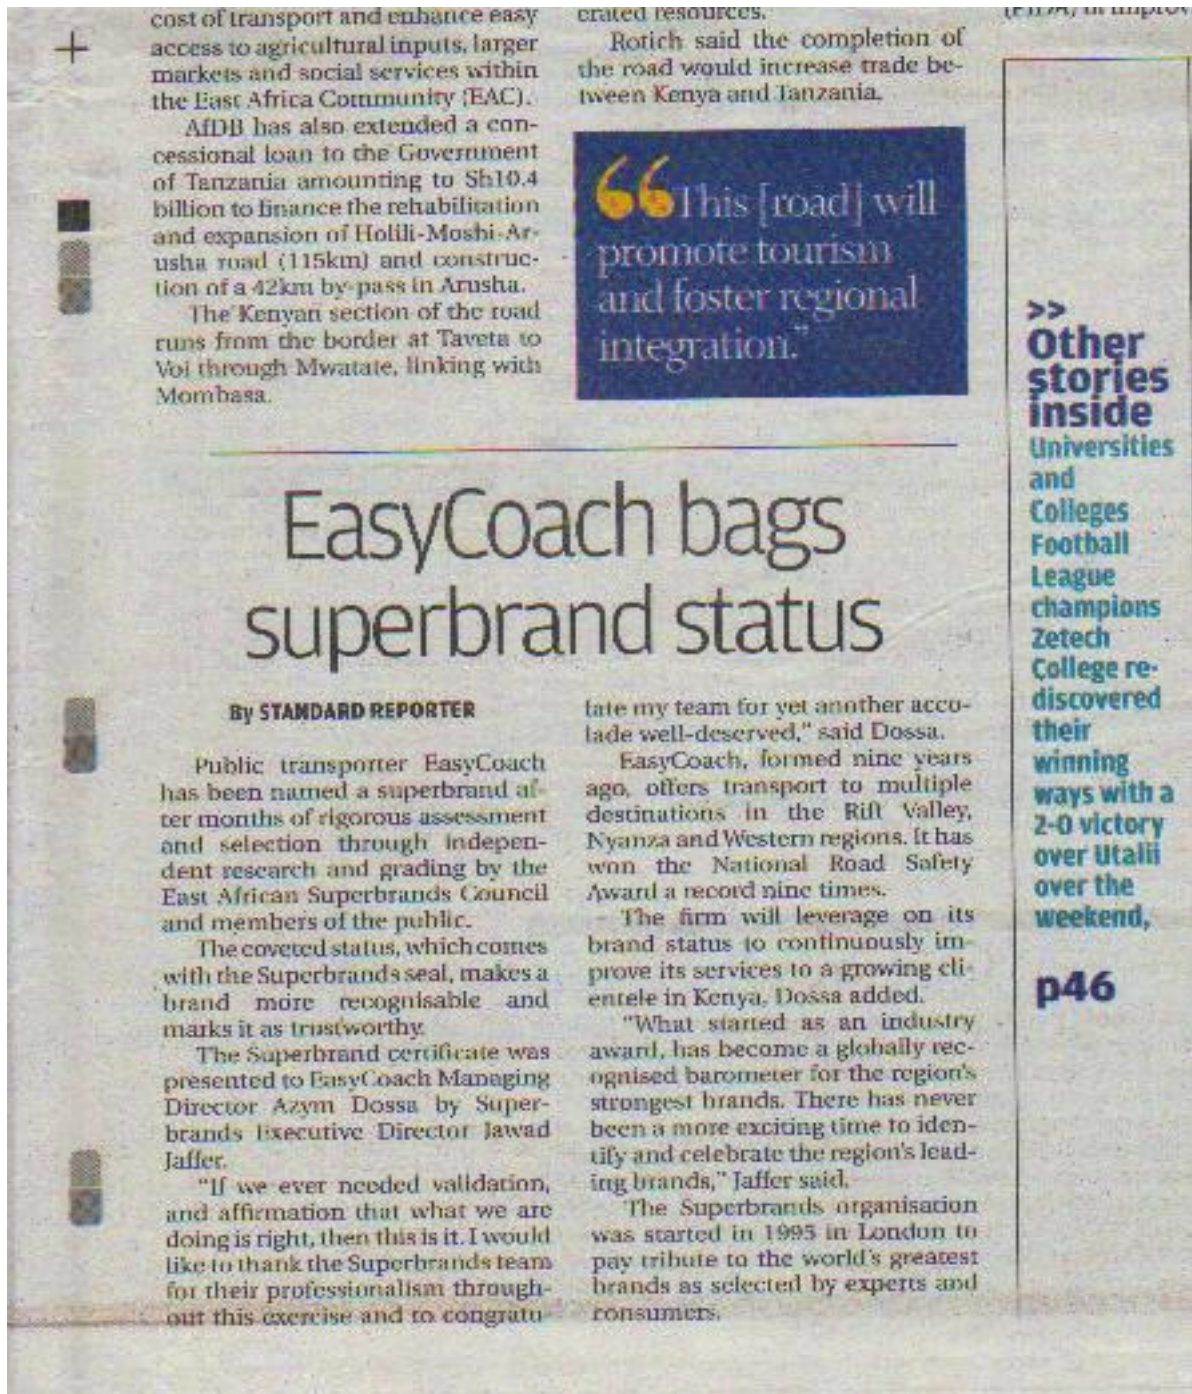 cost of transport and enhance easy
access to agricultural inputs, larger
markets and social services within
the East Africa Community (EAC).
AfDB has also extended a con-
cessional loan to the Government
of Tanzania amounting to Sh10.4
billion to finance the rehabilitation
and expansion of Holili-Moshi-Ar-
usha road (115km) and construc-
tion of a 42km by-pass in Arusha.
The Kenyan section of the road
runs from the border at Taveta to
Voi through Mwatate, linking with
Mombasa.
erated resources.
Rotich said the completion of
the road would increase trade be-
tween Kenya and Tanzania.
“This [road] will
promote tourism
and foster regional
integration.”
EasyCoach bags
superbrand status
By STANDARD REPORTER
Public transporter EasyCoach
has been named a superbrand af-
ter months of rigorous assessment
and selection through indepen-
dent research and grading by the
East African Superbrands Council
and members of the public.
The coveted status, which comes
with the Superbrands seal, makes a
brand more recognisable and
marks it as trustworthy.
The Superbrand certificate was
presented to EasyCoach Managing
Director Azym Dossa by Super-
brands Executive Director Jawad
Jaffer.
"If we ever needed validation,
and affirmation that what we are
doing is right, then this is it. I would
like to thank the Superbrands team
for their professionalism through-
out this exercise and to congratu-
late my team for yet another acco-
lade well-deserved," said Dossa.
EasyCoach, formed nine years
ago, offers transport to multiple
destinations in the Rift Valley,
Nyanza and Western regions. It has
won the National Road Safety
Award a record nine times.
The firm will leverage on its
brand status to continuously im-
prove its services to a growing cli-
entele in Kenya, Dossa added.
"What started as an industry
award, has become a globally rec-
ognised barometer for the region's
strongest brands. There has never
been a more exciting time to iden-
tify and celebrate the region's lead-
ing brands," Jaffer said.
The Superbrands organisation
was started in 1995 in London to
pay tribute to the world's greatest
brands as selected by experts and
consumers.
>>
Other
stories
inside
Universities
and
Colleges
Football
League
champions
Zetech
College re-
discovered
their
winning
ways with a
2-0 victory
over Utalii
over the
weekend,
p46